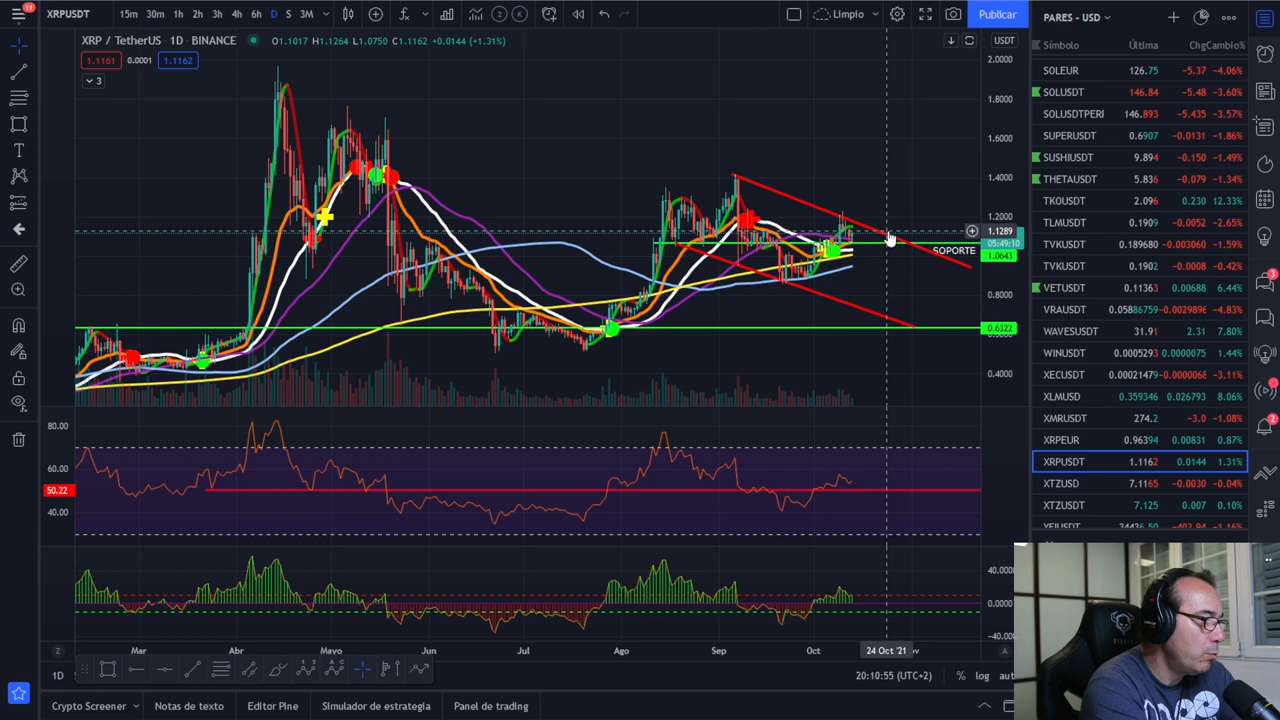 11
XRPUSDT
15m 30m 1h 2h 3h 4h 6h D S 3M
2 K
Limpio
Publicar
PARES - USD
XRP / TetherUS · 1D · BINANCE
O1.1017 H1.1264 L1.0750 C1.1162 +0.0144 (+1.31%)
USDT
1.1161 0.0001 1.1162
3
2.0000
1.8000
1.6000
1.4000
1.2000
1.1289
05:49:10
1.0643
SOPORTE
0.8000
0.6322
0.4000
80.00
60.00
50.22
40.00
40.0000
0.0000
-40.000
Z Mar Abr Mayo Jun Jul Ago Sep Oct 24 Oct '21 A
1D
20:10:55 (UTC+2) % log
Crypto Screener Notas de texto Editor Pine Simulador de estrategia Panel de trading
Símbolo Última Chg Cambio%
SOLEUR 126.75 -5.37 -4.06%
SOLUSDT 146.84 -5.48 -3.60%
SOLUSDTPERI 146.893 -5.435 -3.57%
SUPERUSDT 0.6907 -0.0131 -1.86%
SUSHIUSDT 9.894 -0.150 -1.49%
THETAUSDT 5.836 -0.079 -1.34%
TKOUSDT 2.096 0.230 12.33%
TLMUSDT 0.1909 -0.0052 -2.65%
TVKUSDT 0.189680 -0.003060 -1.59%
TVKUSDT 0.1902 -0.0008 -0.42%
VETUSDT 0.11363 0.00688 6.44%
VRAUSDT 0.05886759 -0.0029896 -4.83%
WAVESUSDT 31.91 2.31 7.80%
WINUSDT 0.0005293 0.0000075 1.44%
XECUSDT 0.00021479 -0.0000068 -3.11%
XLMUSD 0.359346 0.026793 8.06%
XMRUSDT 274.2 -3.0 -1.08%
XRPEUR 0.96394 0.00831 0.87%
XRPUSDT 1.1162 0.0144 1.31%
XTZUSD 7.1165 -0.0030 -0.04%
XTZUSDT 7.125 0.007 0.10%
3
2